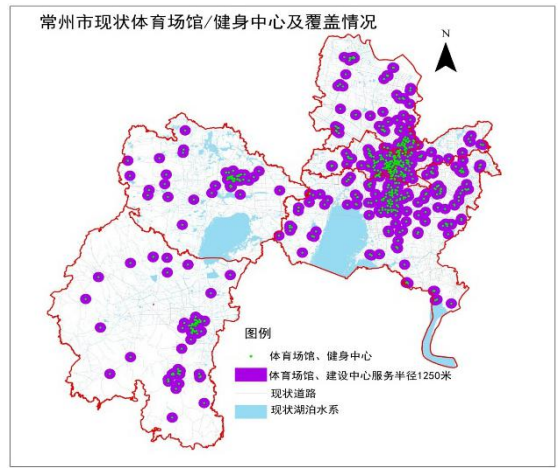 常州市现状体育场馆/健身中心及覆盖情况
N
图例
体育场馆、健身中心
体育场馆、建设中心服务半径1250米
现状道路
现状湖泊水系